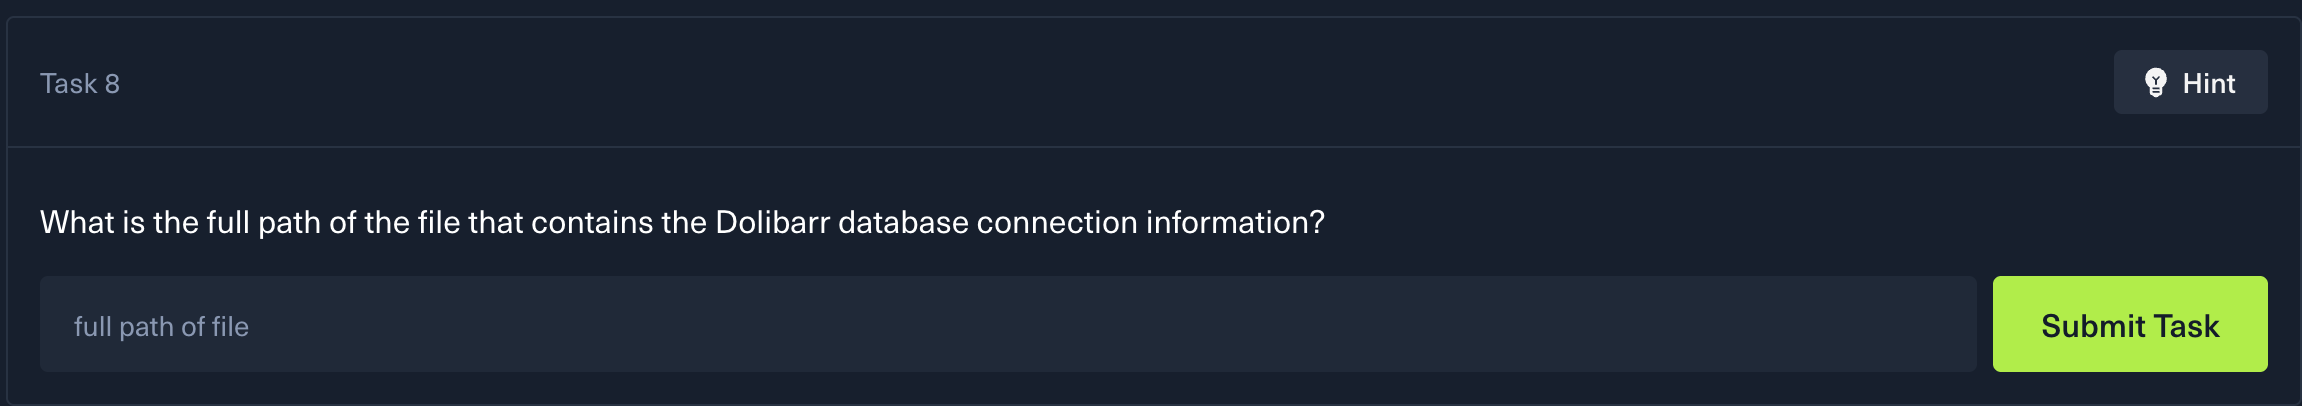 Task 8
Hint
What is the full path of the file that contains the Dolibarr database connection information?
full path of file
Submit Task